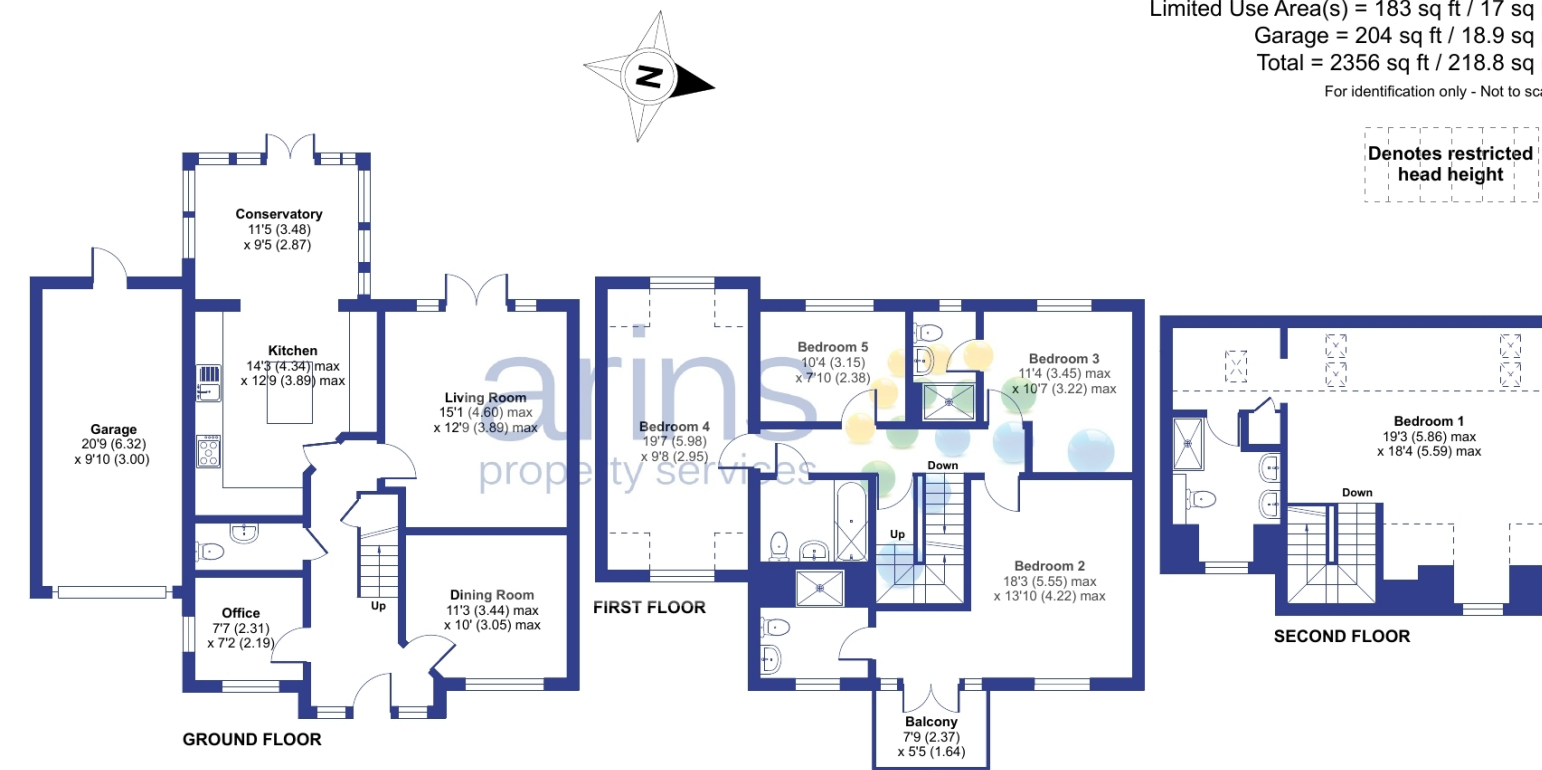 Limited Use Area(s) = 183 sq ft / 17 sq
Garage = 204 sq ft / 18.9 sq
Total = 2356 sq ft / 218.8 sq
For identification only - Not to sca
Denotes restricted
head height
N
Conservatory
11'5 (3.48)
x 9'5 (2.87)
Kitchen
14'3 (4.34) max
x 12'9 (3.89) max
Garage
20'9 (6.32)
x 9'10 (3.00)
Living Room
15'1 (4.60) max
x 12'9 (3.89) max
Up
Office
7'7 (2.31)
x 7'2 (2.19)
Dining Room
11'3 (3.44) max
x 10' (3.05) max
GROUND FLOOR
arins
property services
Bedroom 4
19'7 (5.98)
x 9'8 (2.95)
Bedroom 5
10'4 (3.15)
x 7'10 (2.38)
Bedroom 3
11'4 (3.45) max
x 10'7 (3.22) max
Down
Up
Bedroom 2
18'3 (5.55) max
x 13'10 (4.22) max
FIRST FLOOR
Balcony
7'9 (2.37)
x 5'5 (1.64)
Bedroom 1
19'3 (5.86) max
x 18'4 (5.59) max
Down
SECOND FLOOR